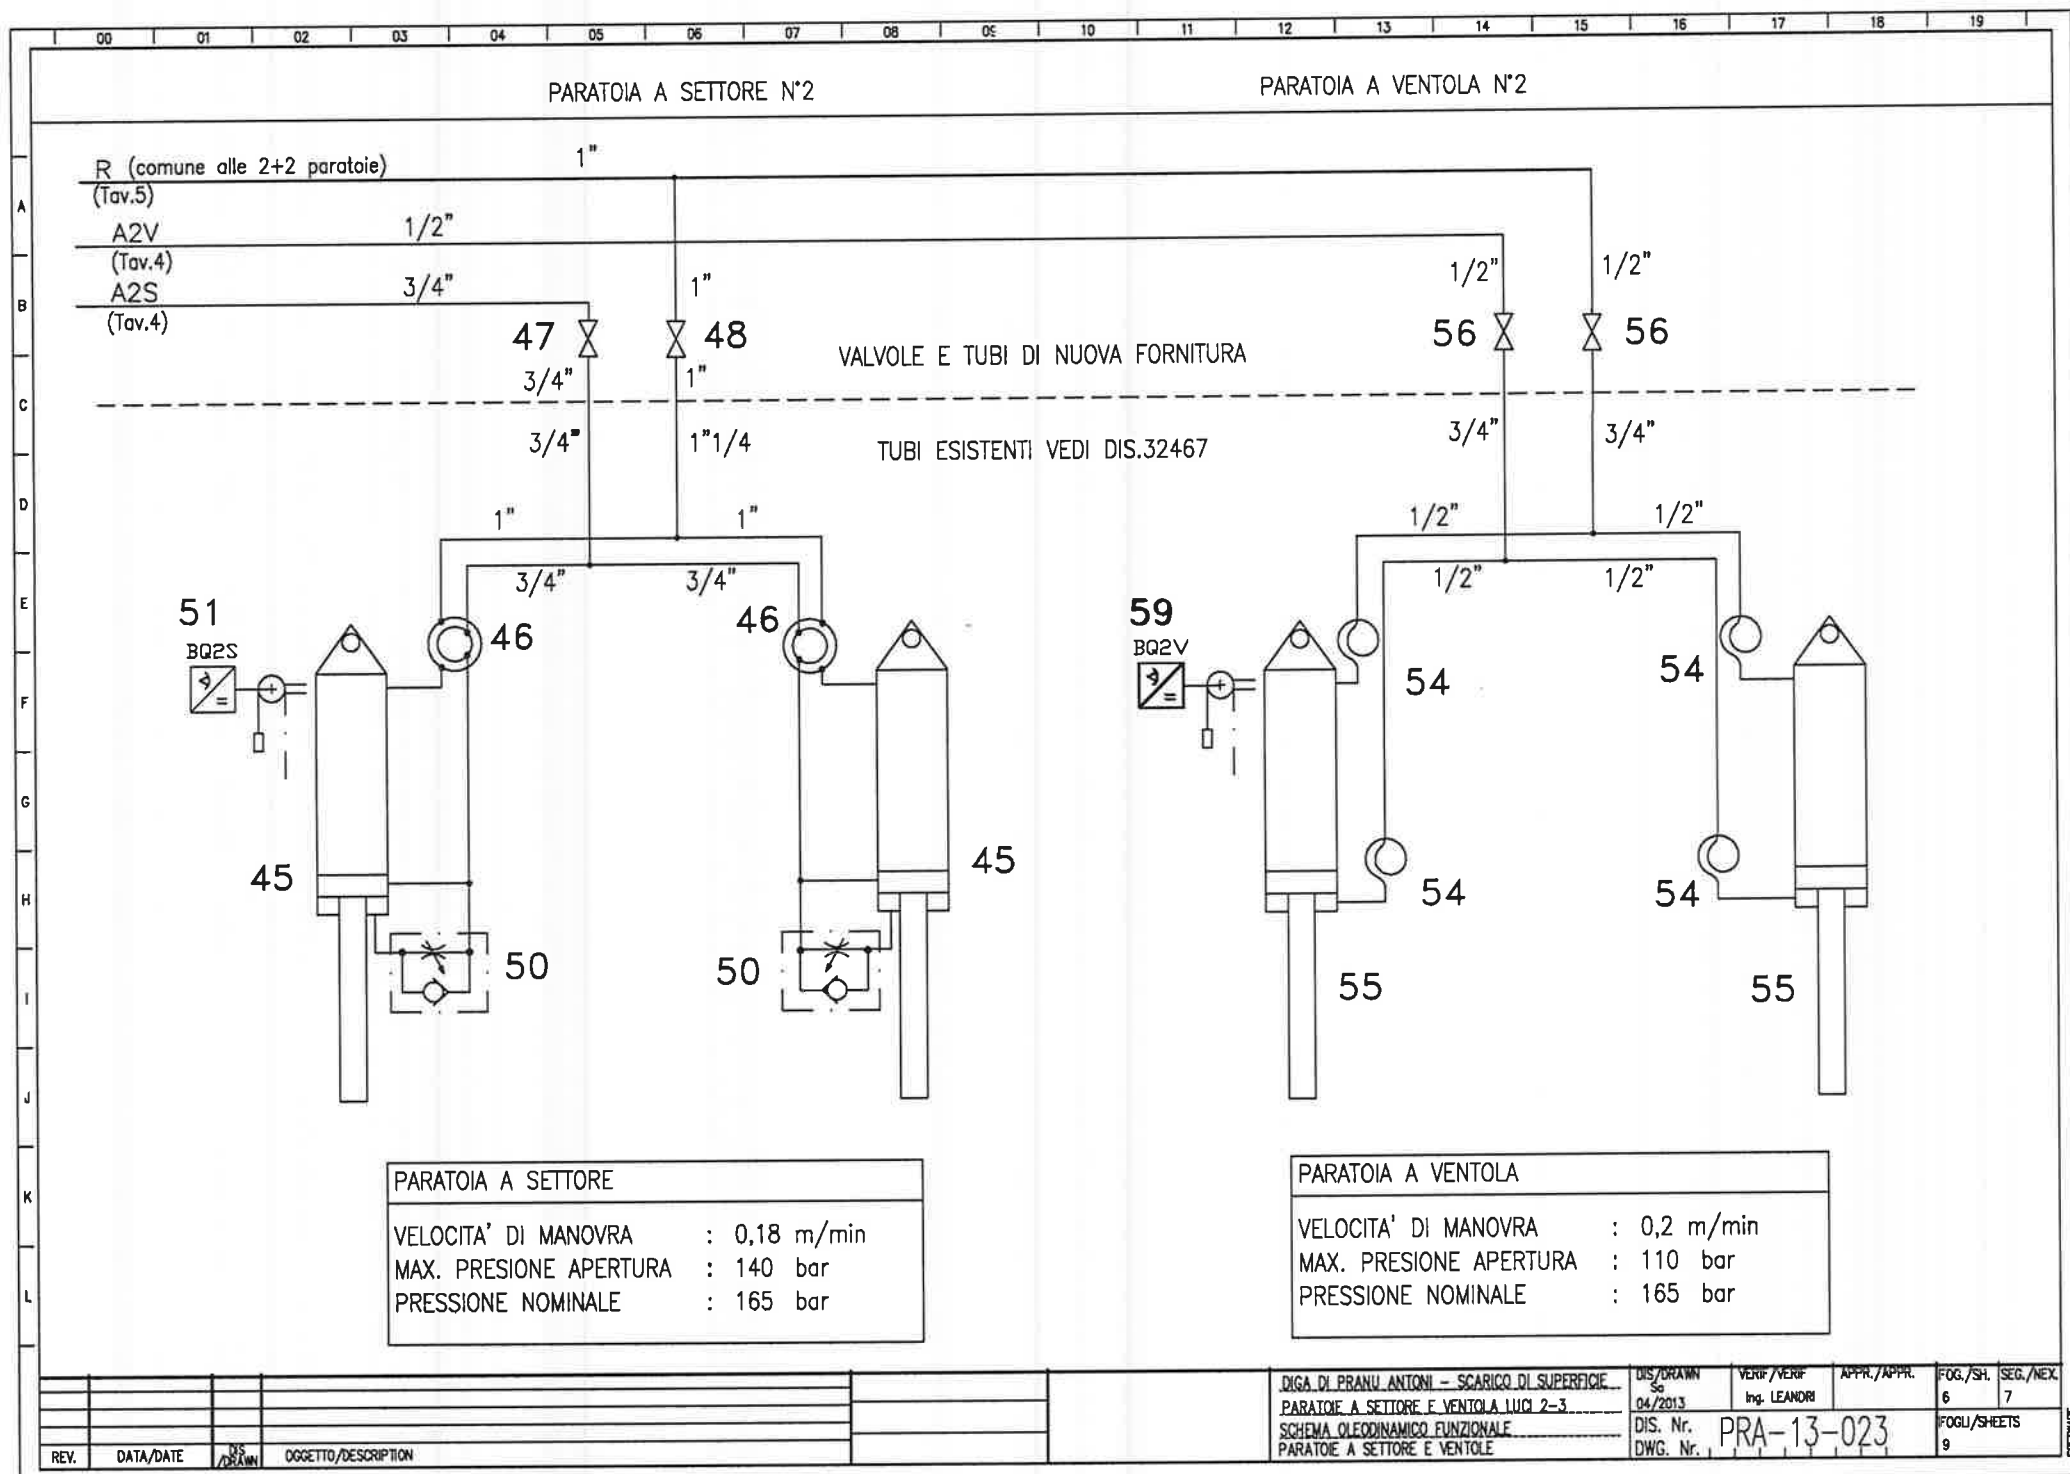 00 01 02 03 04 05 06 07 08 09 10 11 12 13 14 15 16 17 18 19
PARATOIA A SETTORE N°2
PARATOIA A VENTOLA N°2
R (comune alle 2+2 paratoie)
1"
(Tav.5)
A
A2V
1/2"
(Tav.4)
1/2"
1/2"
A2S
3/4"
1"
B
(Tav.4)
47
48
56
56
VALVOLE E TUBI DI NUOVA FORNITURA
3/4"
1"
C
3/4"
1"1/4
TUBI ESISTENTI VEDI DIS.32467
3/4"
3/4"
D
1"
1"
1/2"
1/2"
3/4"
3/4"
1/2"
1/2"
E
51
46
46
59
BQ2S
BQ2V
54
54
F
G
45
45
54
54
H
50
50
55
55
I
J
K
PARATOIA A SETTORE
VELOCITA' DI MANOVRA : 0,18 m/min
MAX. PRESIONE APERTURA : 140 bar
PRESSIONE NOMINALE : 165 bar
PARATOIA A VENTOLA
VELOCITA' DI MANOVRA : 0,2 m/min
MAX. PRESIONE APERTURA : 110 bar
PRESSIONE NOMINALE : 165 bar
L
REV. DATA/DATE DIS/DRAWN OGGETTO/DESCRIPTION
DIGA DI PRANU ANTONI - SCARICO DI SUPERFICIE
PARATOIE A SETTORE E VENTOLA LUCI 2-3
SCHEMA OLEODINAMICO FUNZIONALE
PARATOIE A SETTORE E VENTOLE
DIS/DRAWN
Sa
04/2013
VERIF/VERIF
Ing. LEANDRI
APPR./APPR.
FOG./SH.
6
SEG./NEX.
7
DIS. Nr.
DWG. Nr.
PRA-13-023
FOGLI/SHEETS
9